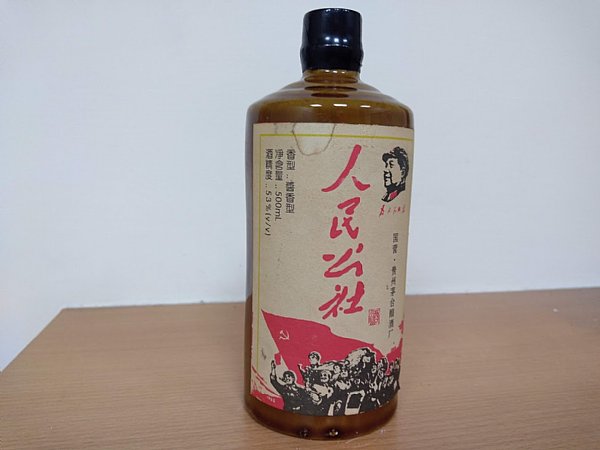 人民公社
香型：酱香型
净含量：500mL
酒精度：53%(v/v)
国营·贵州茅台酿酒厂